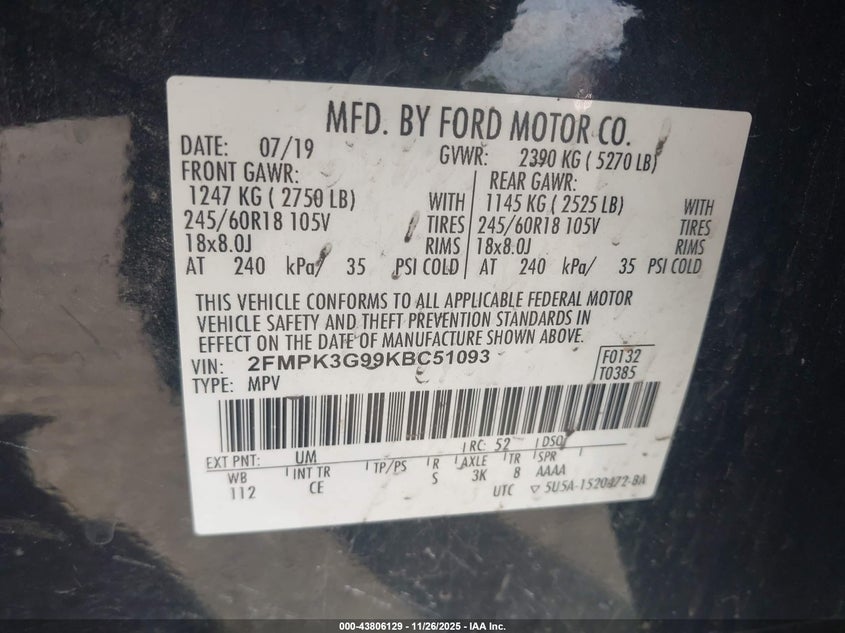 MFD. BY FORD MOTOR CO.
DATE: 07/19 GVWR: 2390 KG ( 5270 LB)
FRONT GAWR: REAR GAWR:
1247 KG ( 2750 LB) WITH 1145 KG ( 2525 LB) WITH
245/60R18 105V TIRES 245/60R18 105V TIRES
18x8.0J RIMS 18x8.0J RIMS
AT 240 kPa/ 35 PSI COLD AT 240 kPa/ 35 PSI COLD
THIS VEHICLE CONFORMS TO ALL APPLICABLE FEDERAL MOTOR
VEHICLE SAFETY AND THEFT PREVENTION STANDARDS IN
EFFECT ON THE DATE OF MANUFACTURE SHOWN ABOVE.
VIN: 2FMPK3G99KBC51093 F0132
TYPE: MPV T0385
EXT PNT: UM RC: 52 DSO:
WB INT TR TP/PS R AXLE TR SPR
112 CE S 3K B AAAA
UTC ▽ 5U5A-1520472-BA
000-43806129 - 11/26/2025 - IAA Inc.